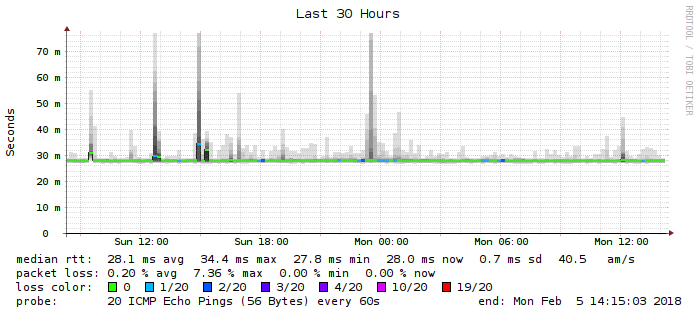 Last 30 Hours
RRDTOOL / TOBI OETIKER
Seconds
70 m
60 m
50 m
40 m
30 m
20 m
10 m
0
Sun 12:00 Sun 18:00 Mon 00:00 Mon 06:00 Mon 12:00
median rtt: 28.1 ms avg 34.4 ms max 27.8 ms min 28.0 ms now 0.7 ms sd 40.5 am/s
packet loss: 0.20 % avg 7.36 % max 0.00 % min 0.00 % now
loss color: 0 1/20 2/20 3/20 4/20 10/20 19/20
probe: 20 ICMP Echo Pings (56 Bytes) every 60s end: Mon Feb 5 14:15:03 2018